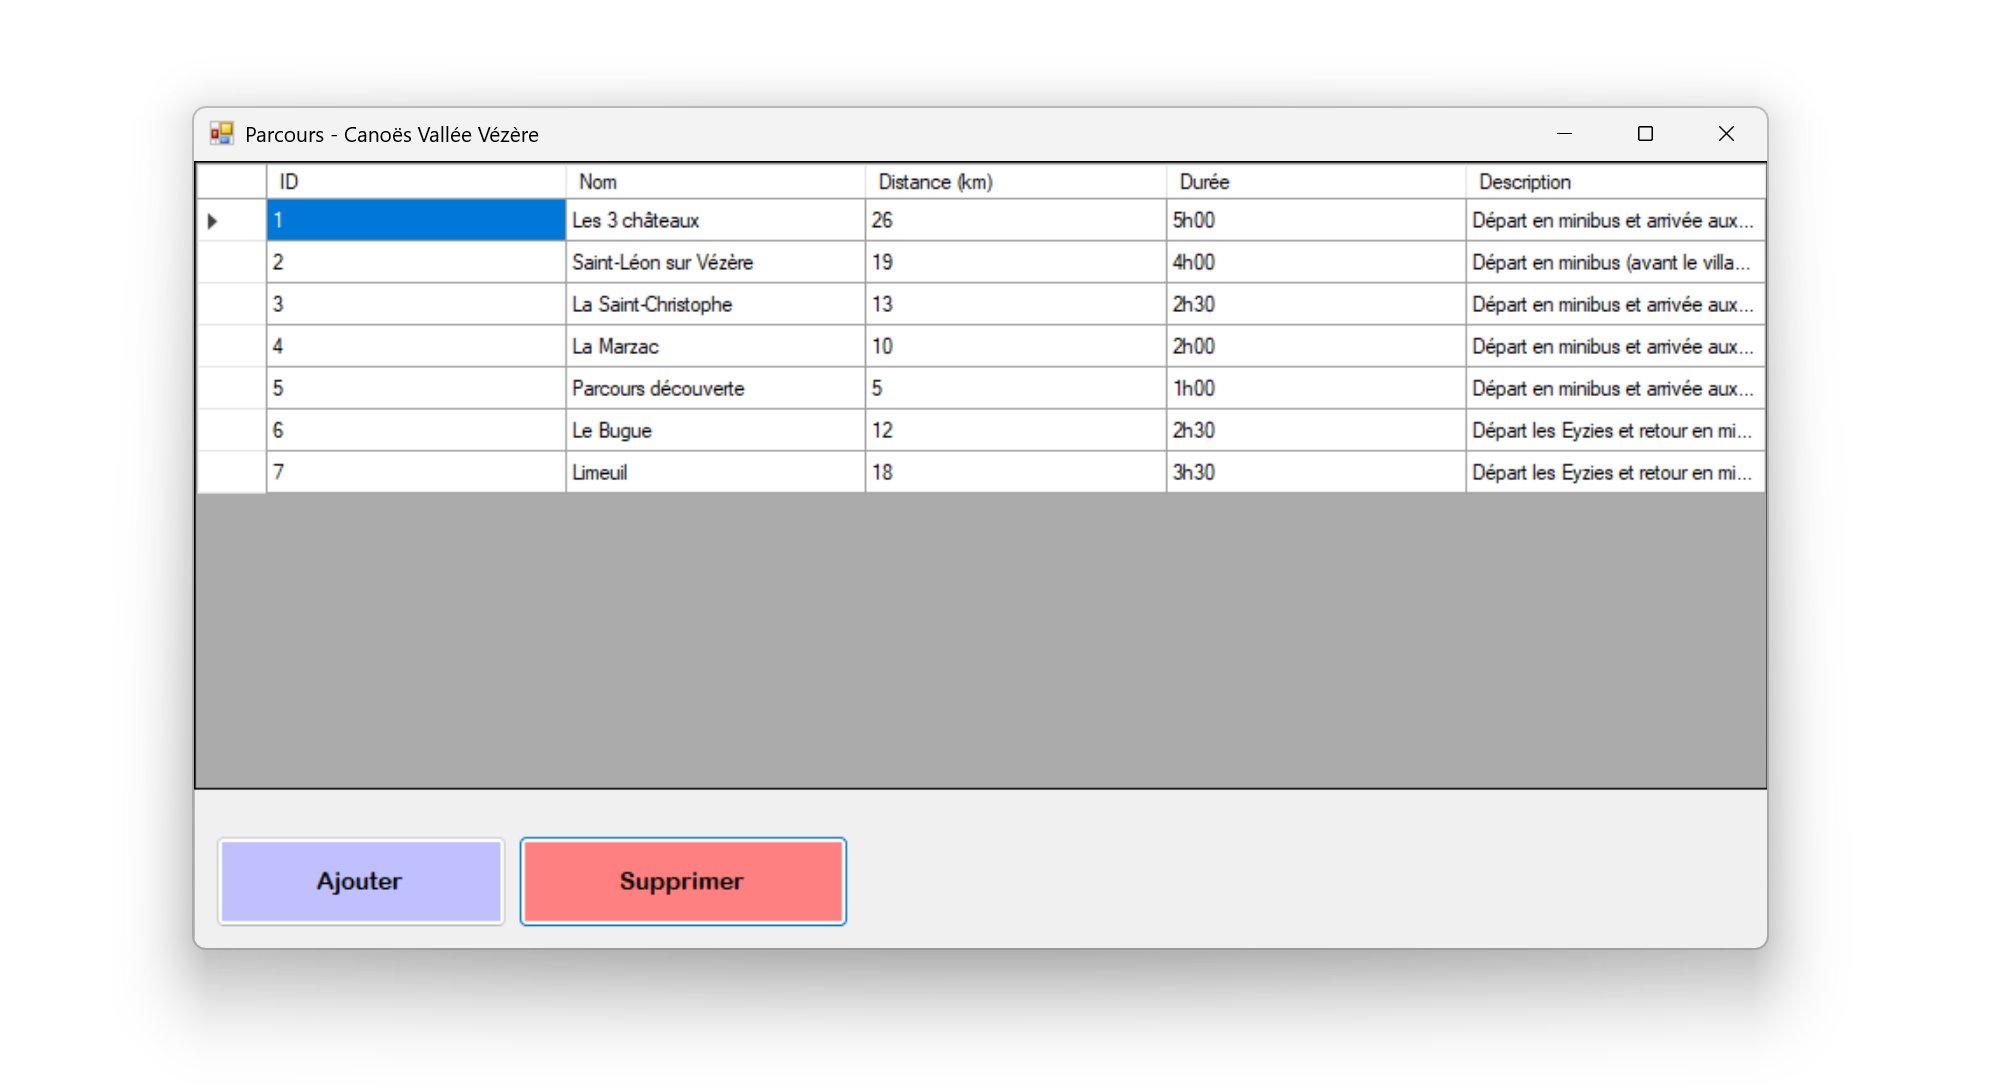 Parcours - Canoës Vallée Vézère
ID Nom Distance (km) Durée Description
1 Les 3 châteaux 26 5h00 Départ en minibus et arrivée aux...
2 Saint-Léon sur Vézère 19 4h00 Départ en minibus (avant le villa...
3 La Saint-Christophe 13 2h30 Départ en minibus et arrivée aux...
4 La Marzac 10 2h00 Départ en minibus et arrivée aux...
5 Parcours découverte 5 1h00 Départ en minibus et arrivée aux...
6 Le Bugue 12 2h30 Départ les Eyzies et retour en mi...
7 Limeuil 18 3h30 Départ les Eyzies et retour en mi...
Ajouter Supprimer